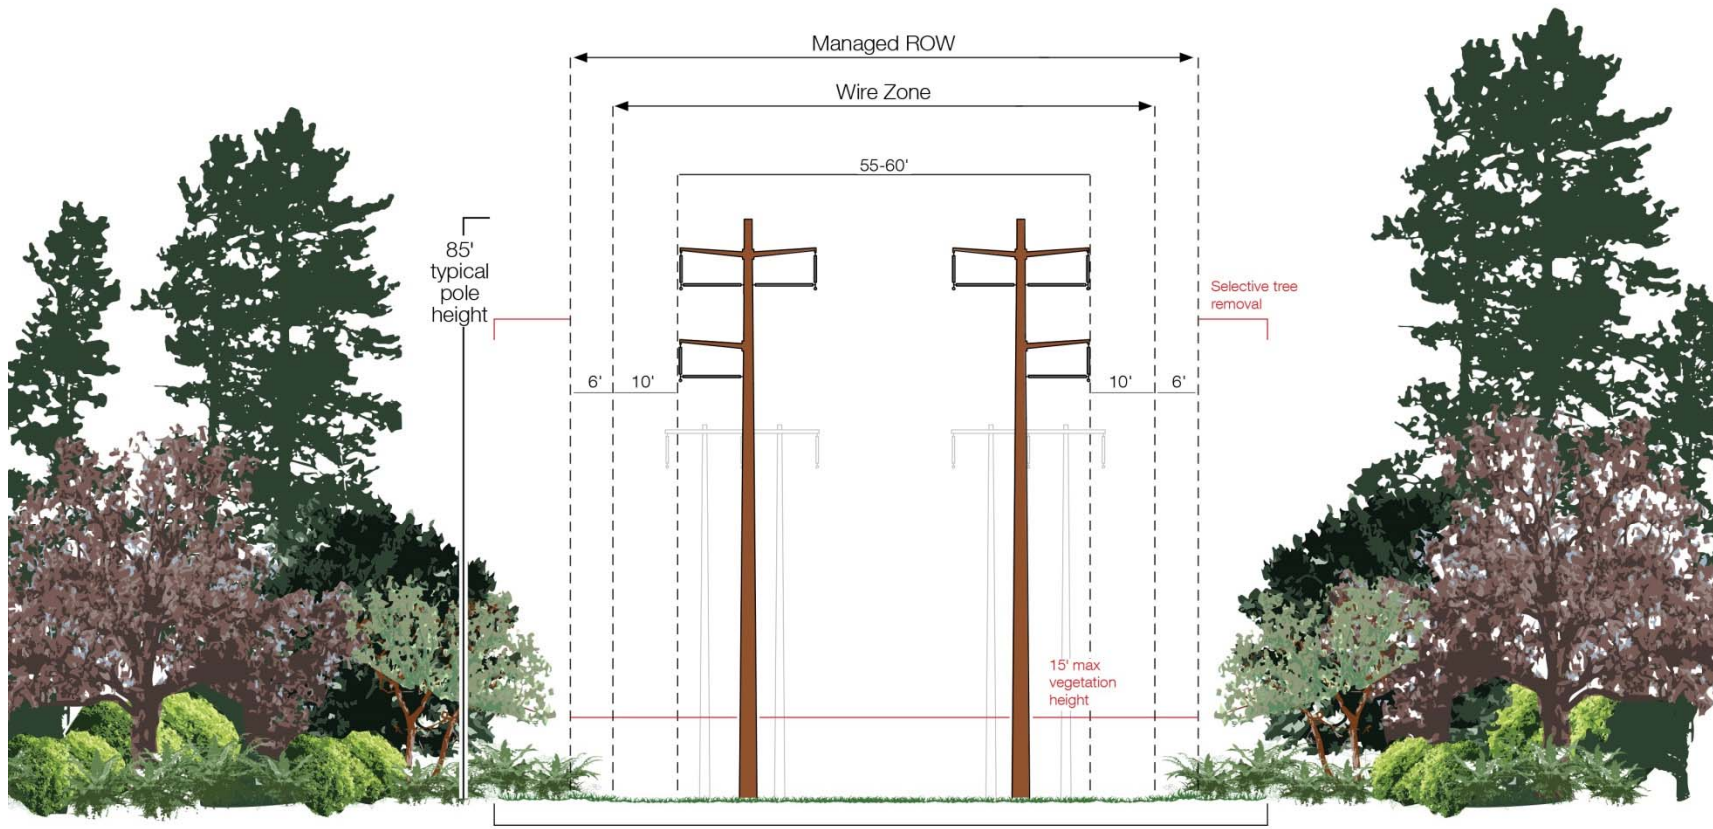 Managed ROW
Wire Zone
55-60'
85'
typical
pole
height
Selective tree
removal
6'
10'
10'
6'
15' max
vegetation
height